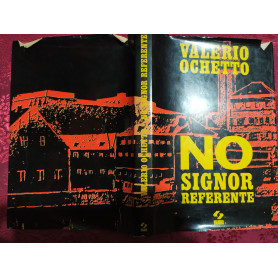 VALERIO
OCHETTO
NO
SIGNOR
REFERENTE
VALERIO OCHETTO NO SIGNOR REFERENTE